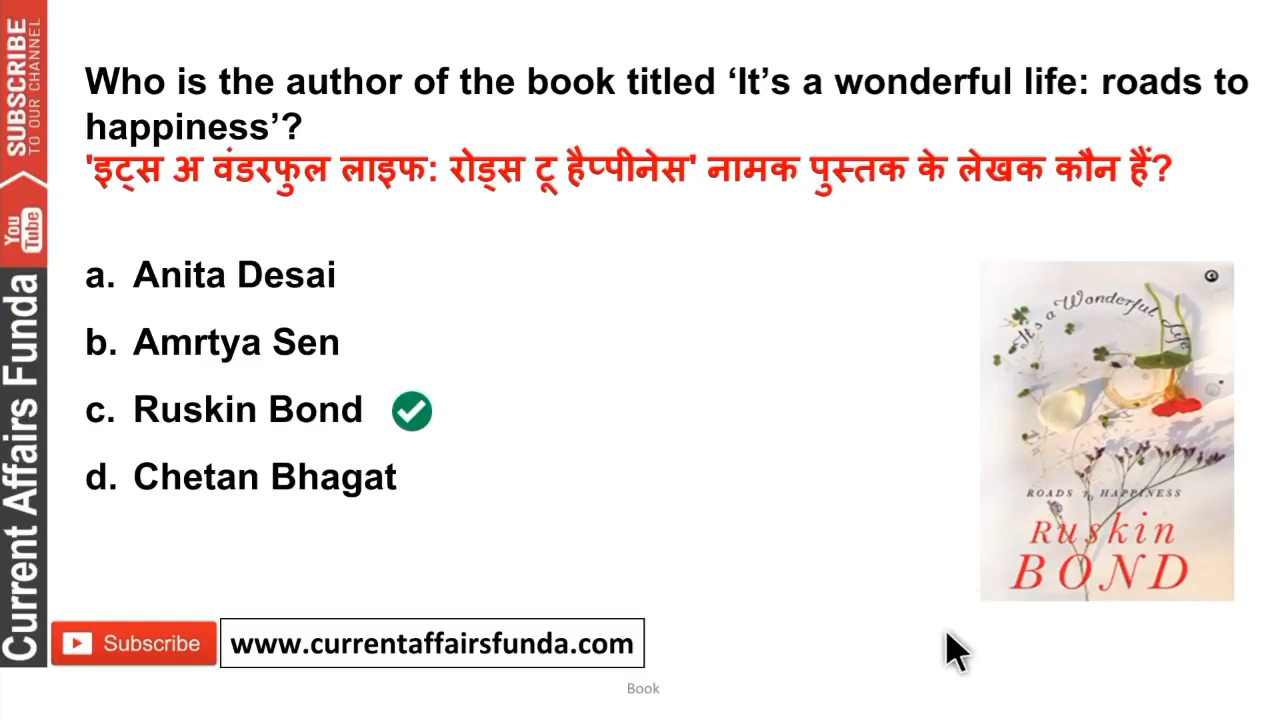 Who is the author of the book titled ‘It’s a wonderful life: roads to
happiness’?
'इट्स अ वंडरफुल लाइफ: रोड्स टू हैप्पीनेस' नामक पुस्तक के लेखक कौन हैं?
a. Anita Desai
b. Amrtya Sen
c. Ruskin Bond
d. Chetan Bhagat
It's a Wonderful Life
ROADS TO HAPPINESS
Ruskin
BOND
SUBSCRIBE
TO OUR CHANNEL
You
Tube
Current Affairs Funda
Subscribe
www.currentaffairsfunda.com
Book